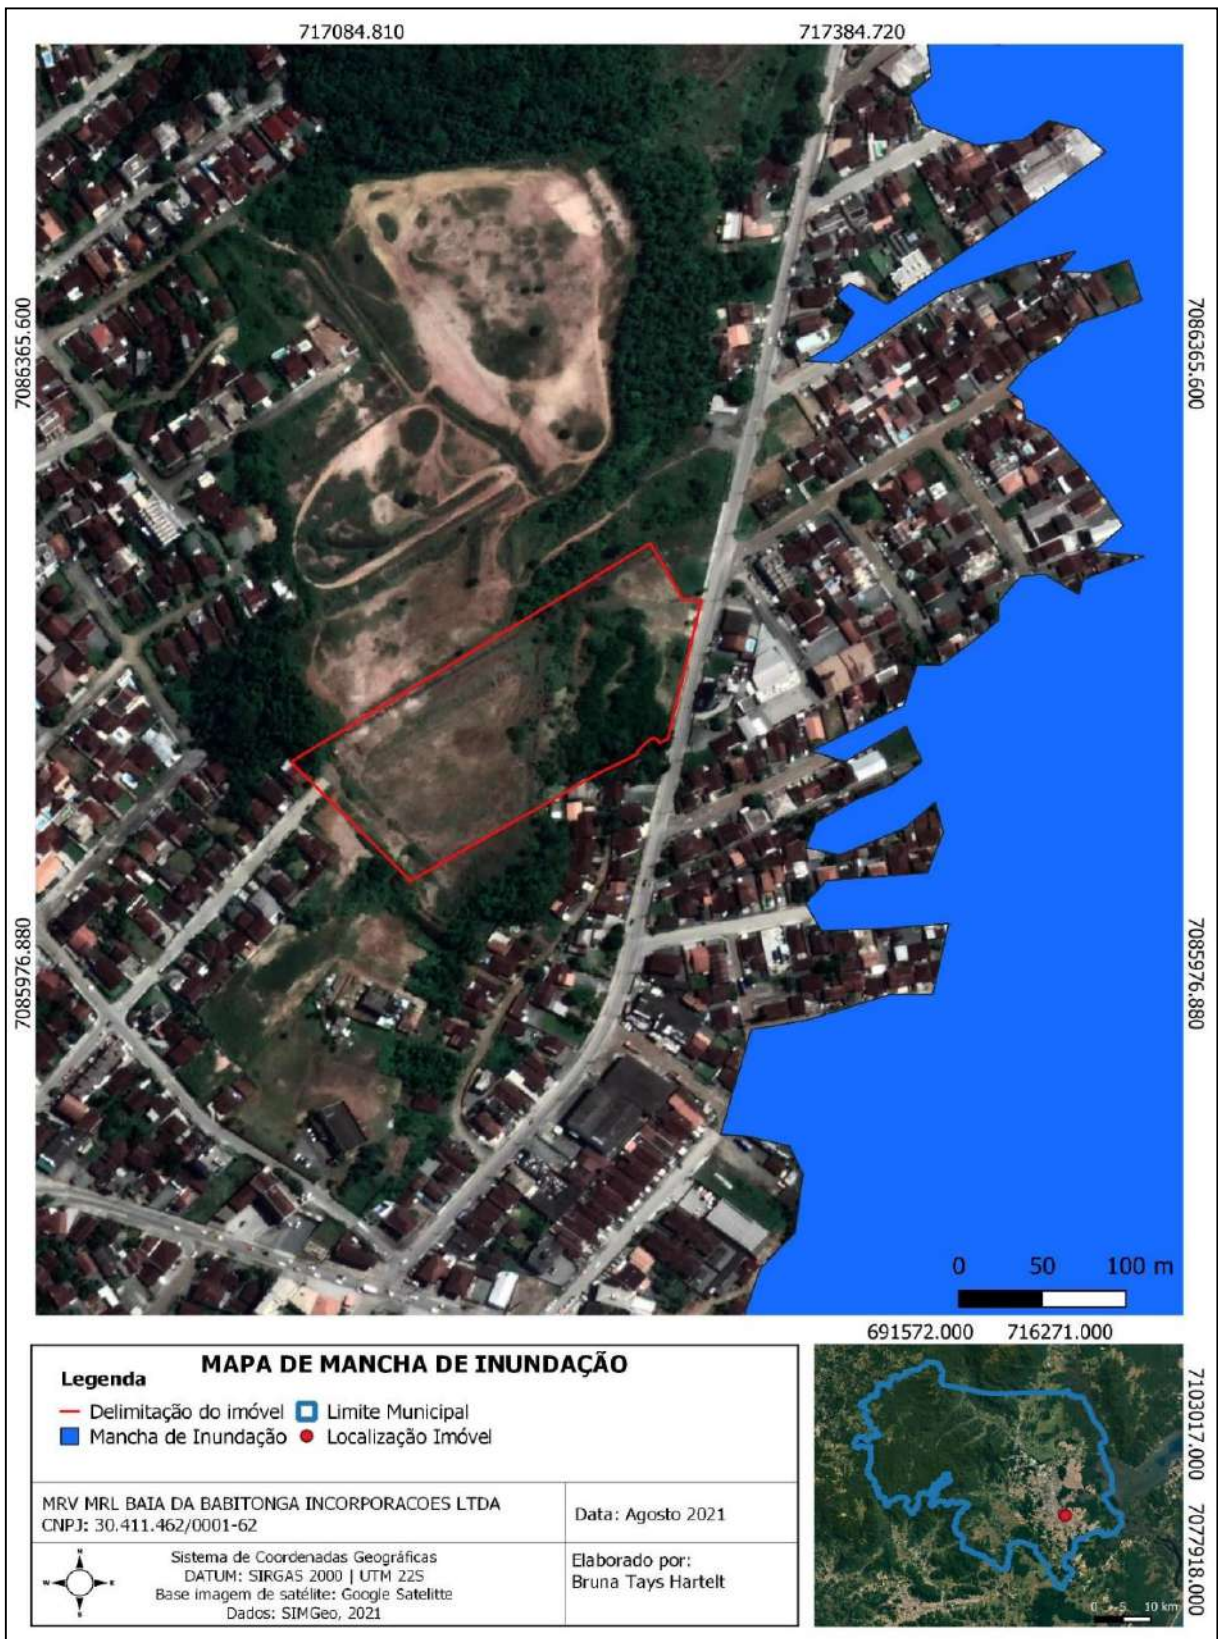 717084.810 717384.720
7086365.600 7086365.600
7085976.880 7085976.880
0 50 100 m
691572.000 716271.000
MAPA DE MANCHA DE INUNDAÇÃO
Legenda
Delimitação do imóvel Limite Municipal
Mancha de Inundação Localização Imóvel
7103017.000 7077918.000
MRV MRL BAIA DA BABITONGA INCORPORACOES LTDA
CNPJ: 30.411.462/0001-62
Data: Agosto 2021
N
W E
S
Sistema de Coordenadas Geográficas
DATUM: SIRGAS 2000 | UTM 22S
Base imagem de satélite: Google Satelitte
Dados: SIMGeo, 2021
Elaborado por:
Bruna Tays Hartelt
0 5 10 km